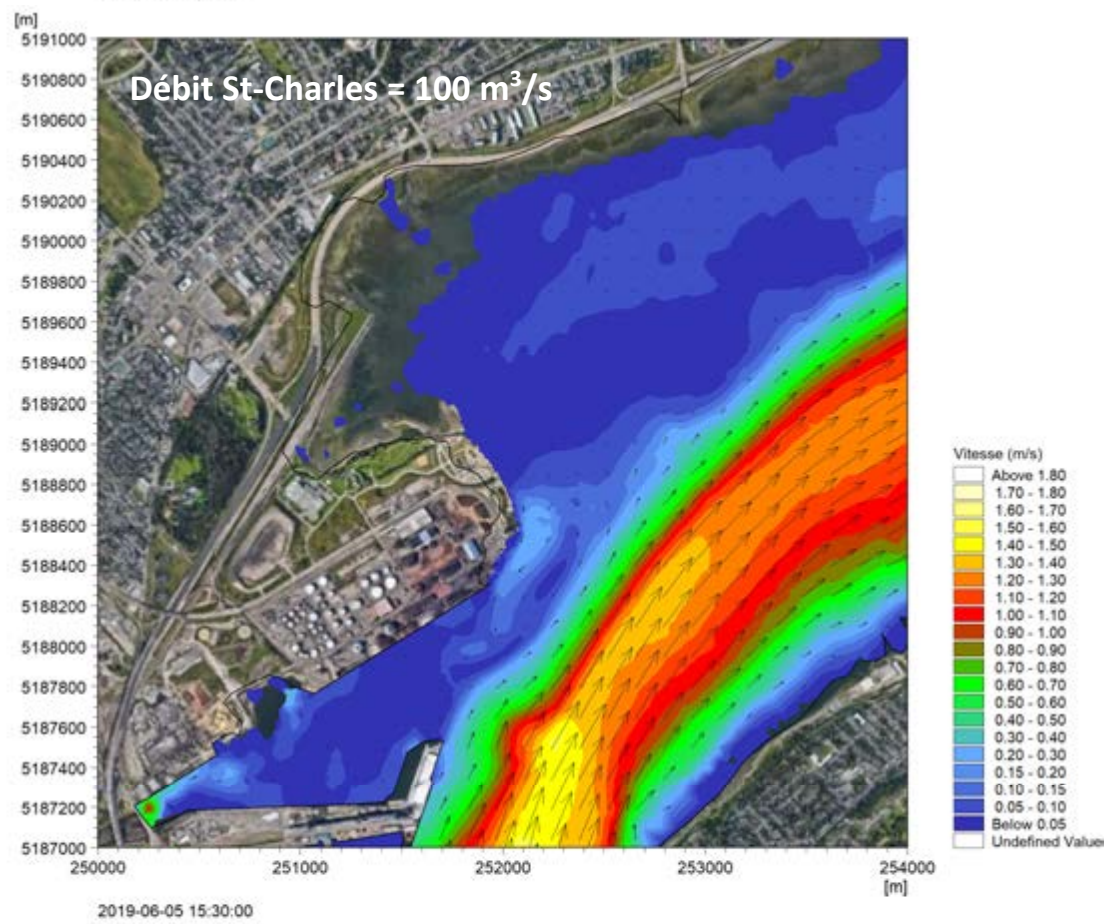 [m]
5191000
5190800
5190600
5190400
5190200
5190000
5189800
5189600
5189400
5189200
5189000
5188800
5188600
5188400
5188200
5188000
5187800
5187600
5187400
5187200
5187000
Débit St-Charles = 100 m³/s
250000 251000 252000 253000 254000
[m]
2019-06-05 15:30:00
Vitesse (m/s)
Above 1.80
1.70 - 1.80
1.60 - 1.70
1.50 - 1.60
1.40 - 1.50
1.30 - 1.40
1.20 - 1.30
1.10 - 1.20
1.00 - 1.10
0.90 - 1.00
0.80 - 0.90
0.70 - 0.80
0.60 - 0.70
0.50 - 0.60
0.40 - 0.50
0.30 - 0.40
0.20 - 0.30
0.15 - 0.20
0.10 - 0.15
0.05 - 0.10
Below 0.05
Undefined Value